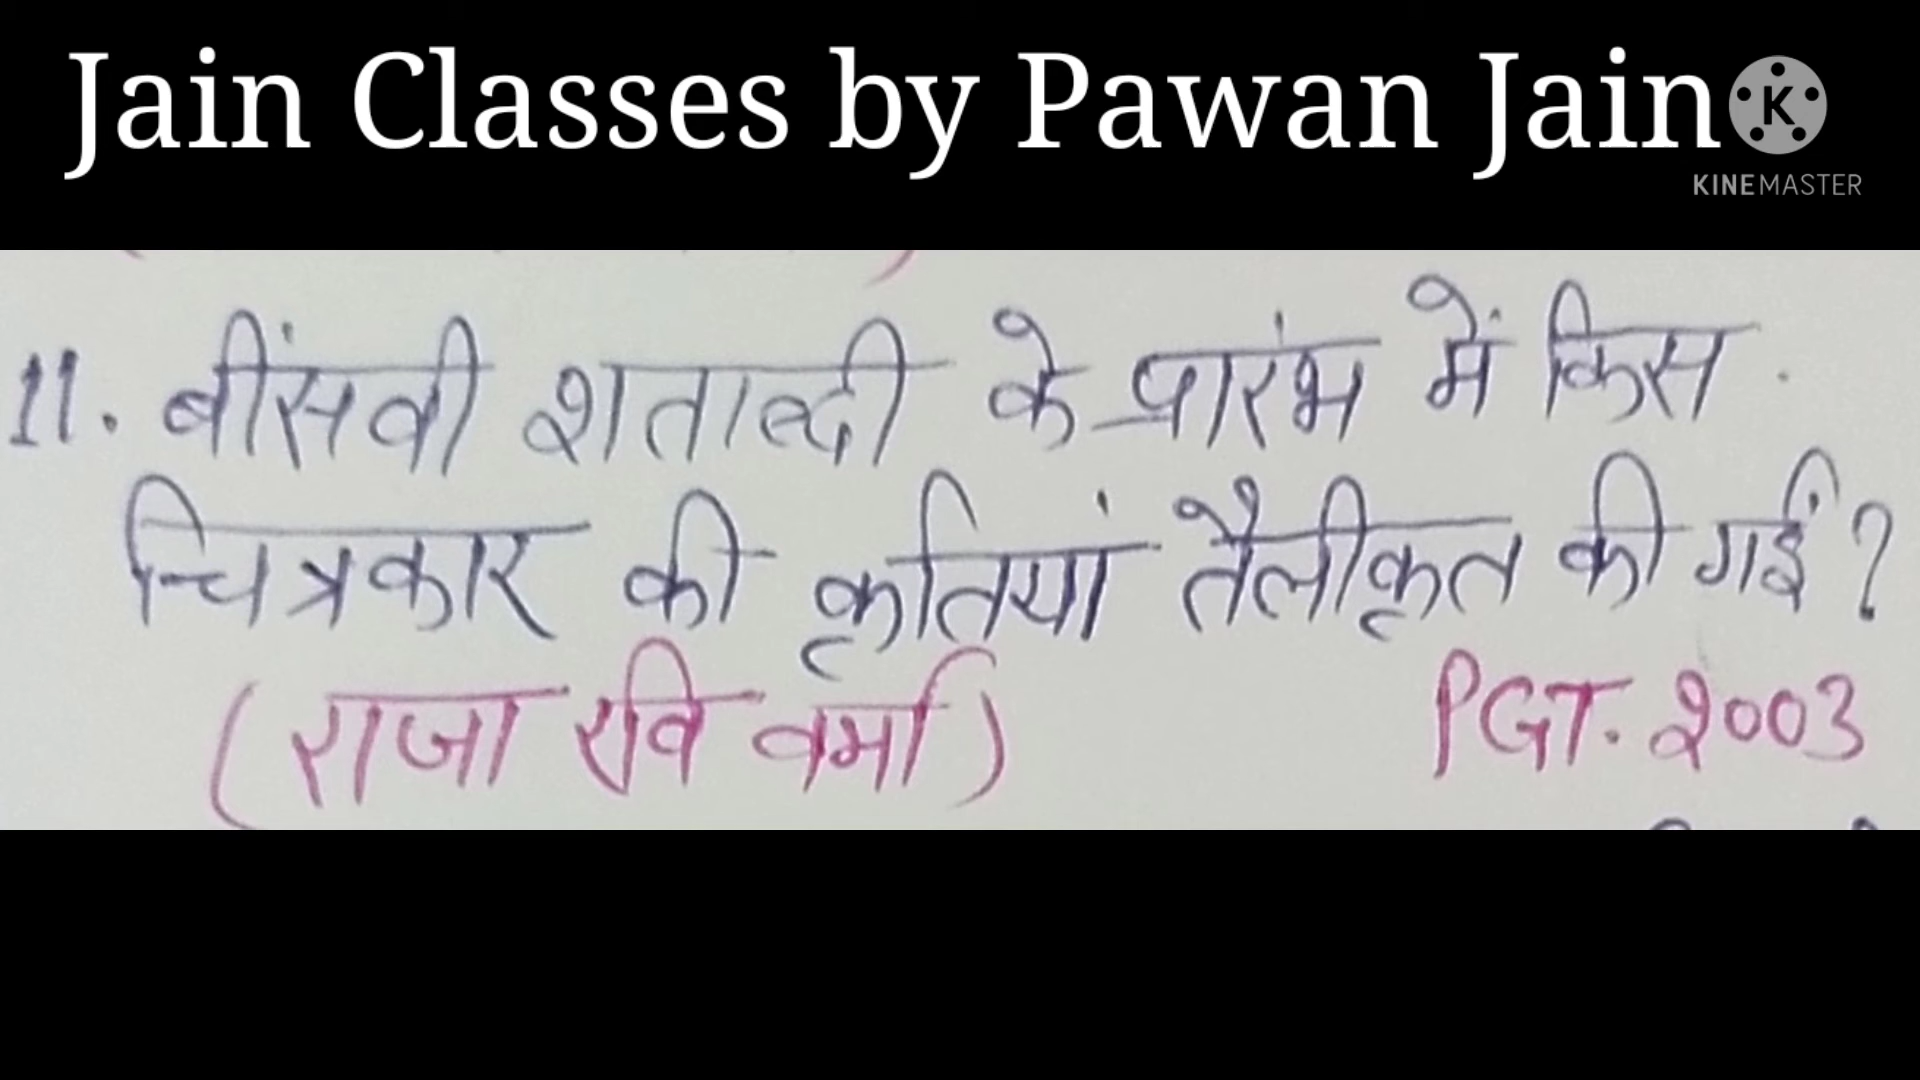 Jain Classes by Pawan Jain
K
KINEMASTER
11. बींसवी शताब्दी के प्रारंभ में किस
चित्रकार की कृतियां तैलीकृत की गई?
(राजा रवि वर्मा) PGT. 2003